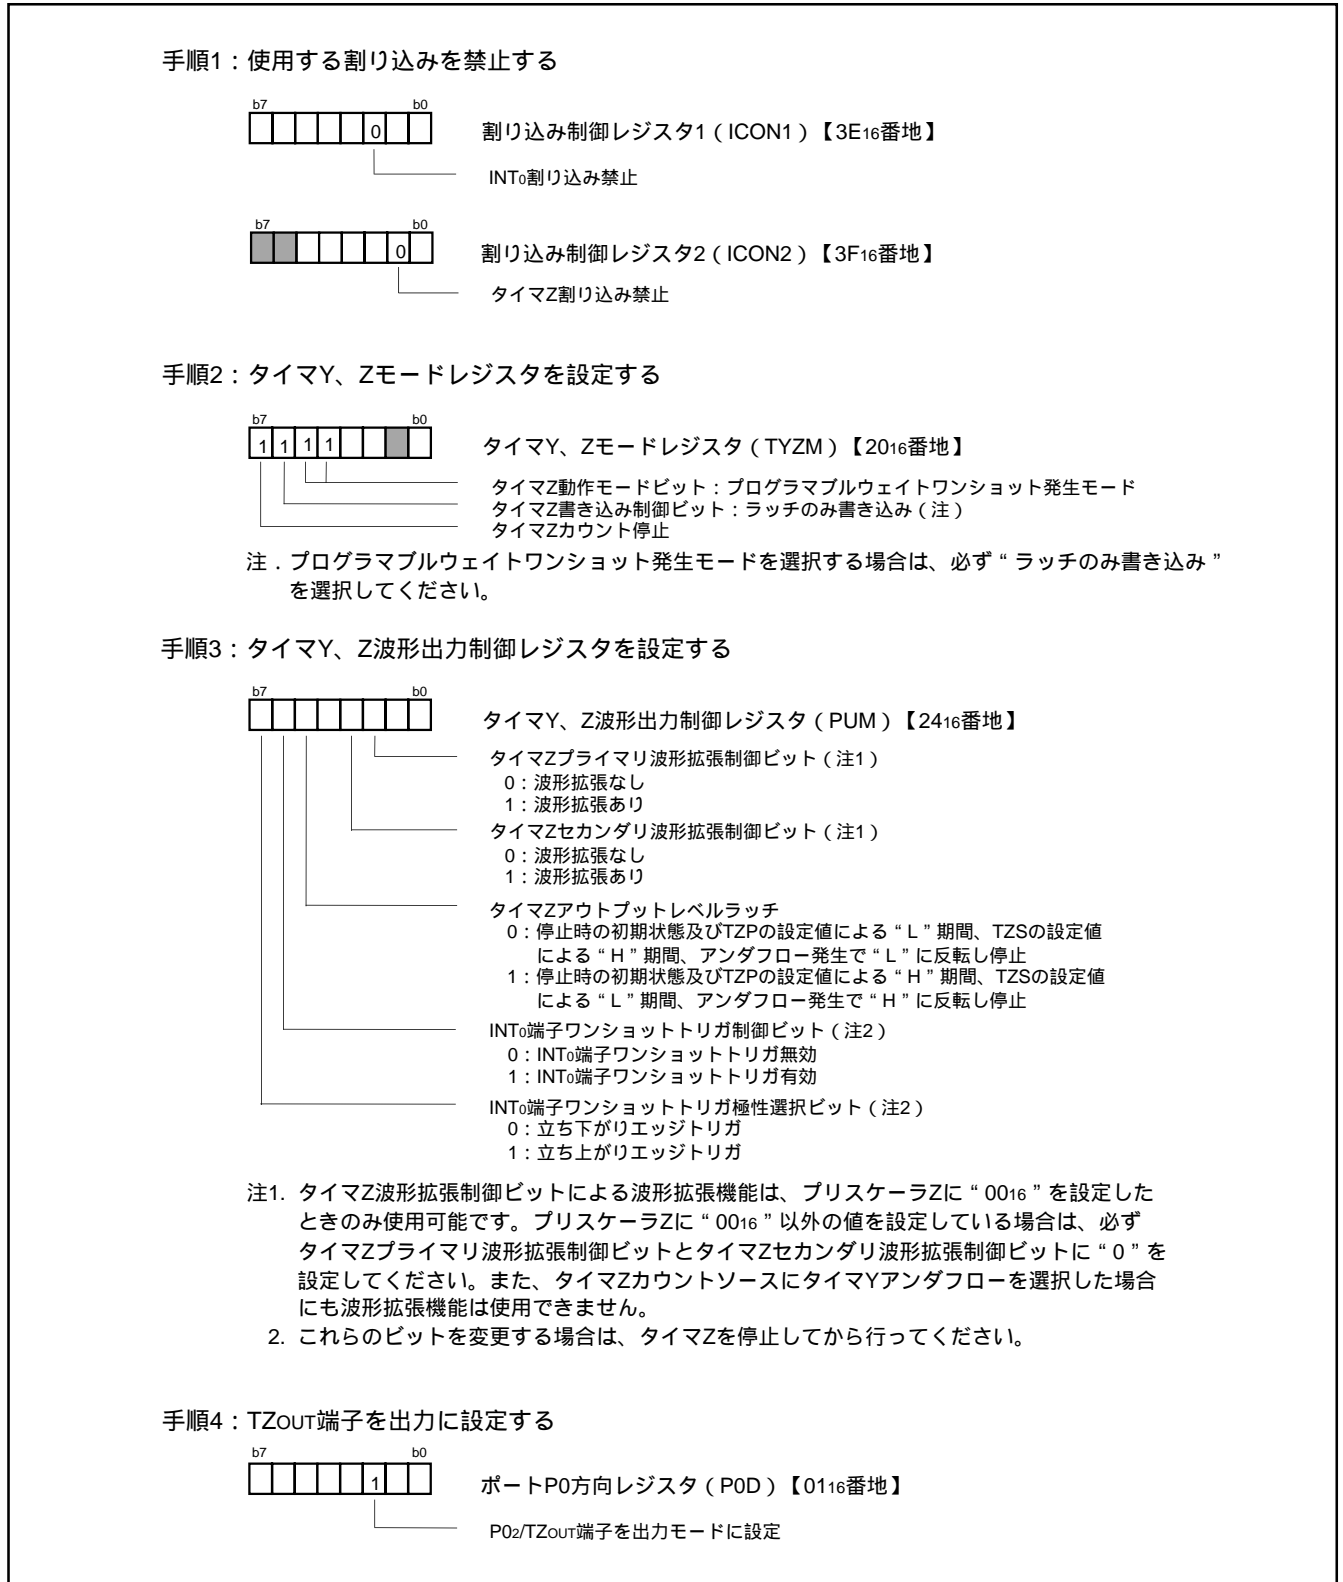 手順1：使用する割り込みを禁止する
b7 b0
0
割り込み制御レジスタ1（ICON1）【3E16番地】
INT0割り込み禁止
b7 b0
0
割り込み制御レジスタ2（ICON2）【3F16番地】
タイマZ割り込み禁止
手順2：タイマY、Zモードレジスタを設定する
b7 b0
1 1 1 1
タイマY、Zモードレジスタ（TYZM）【2016番地】
タイマZ動作モードビット：プログラマブルウェイトワンショット発生モード
タイマZ書き込み制御ビット：ラッチのみ書き込み（注）
タイマZカウント停止
注．プログラマブルウェイトワンショット発生モードを選択する場合は、必ず“ラッチのみ書き込み”
を選択してください。
手順3：タイマY、Z波形出力制御レジスタを設定する
b7 b0
タイマY、Z波形出力制御レジスタ（PUM）【2416番地】
タイマZプライマリ波形拡張制御ビット（注1）
0：波形拡張なし
1：波形拡張あり
タイマZセカンダリ波形拡張制御ビット（注1）
0：波形拡張なし
1：波形拡張あり
タイマZアウトプットレベルラッチ
0：停止時の初期状態及びTZPの設定値による“L”期間、TZSの設定値
による“H”期間、アンダフロー発生で“L”に反転し停止
1：停止時の初期状態及びTZPの設定値による“H”期間、TZSの設定値
による“L”期間、アンダフロー発生で“H”に反転し停止
INT0端子ワンショットトリガ制御ビット（注2）
0：INT0端子ワンショットトリガ無効
1：INT0端子ワンショットトリガ有効
INT0端子ワンショットトリガ極性選択ビット（注2）
0：立ち下がりエッジトリガ
1：立ち上がりエッジトリガ
注1. タイマZ波形拡張制御ビットによる波形拡張機能は、プリスケーラZに“0016”を設定した
ときのみ使用可能です。プリスケーラZに“0016”以外の値を設定している場合は、必ず
タイマZプライマリ波形拡張制御ビットとタイマZセカンダリ波形拡張制御ビットに“0”を
設定してください。また、タイマZカウントソースにタイマYアンダフローを選択した場合
にも波形拡張機能は使用できません。
2. これらのビットを変更する場合は、タイマZを停止してから行ってください。
手順4：TZOUT端子を出力に設定する
b7 b0
1
ポートP0方向レジスタ（P0D）【0116番地】
P02/TZOUT端子を出力モードに設定